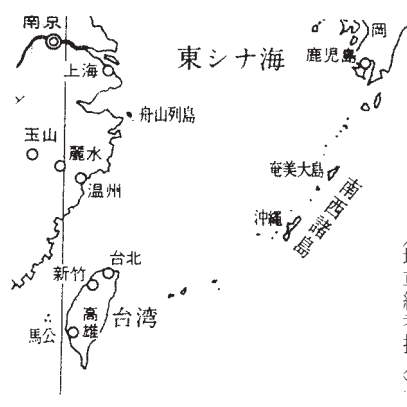 南京
上海
東シナ海
岡
鹿児島
舟山列島
玉山
麗水
温州
奄美大島
沖縄
南西諸島
台北
新竹
高雄
台湾
馬公